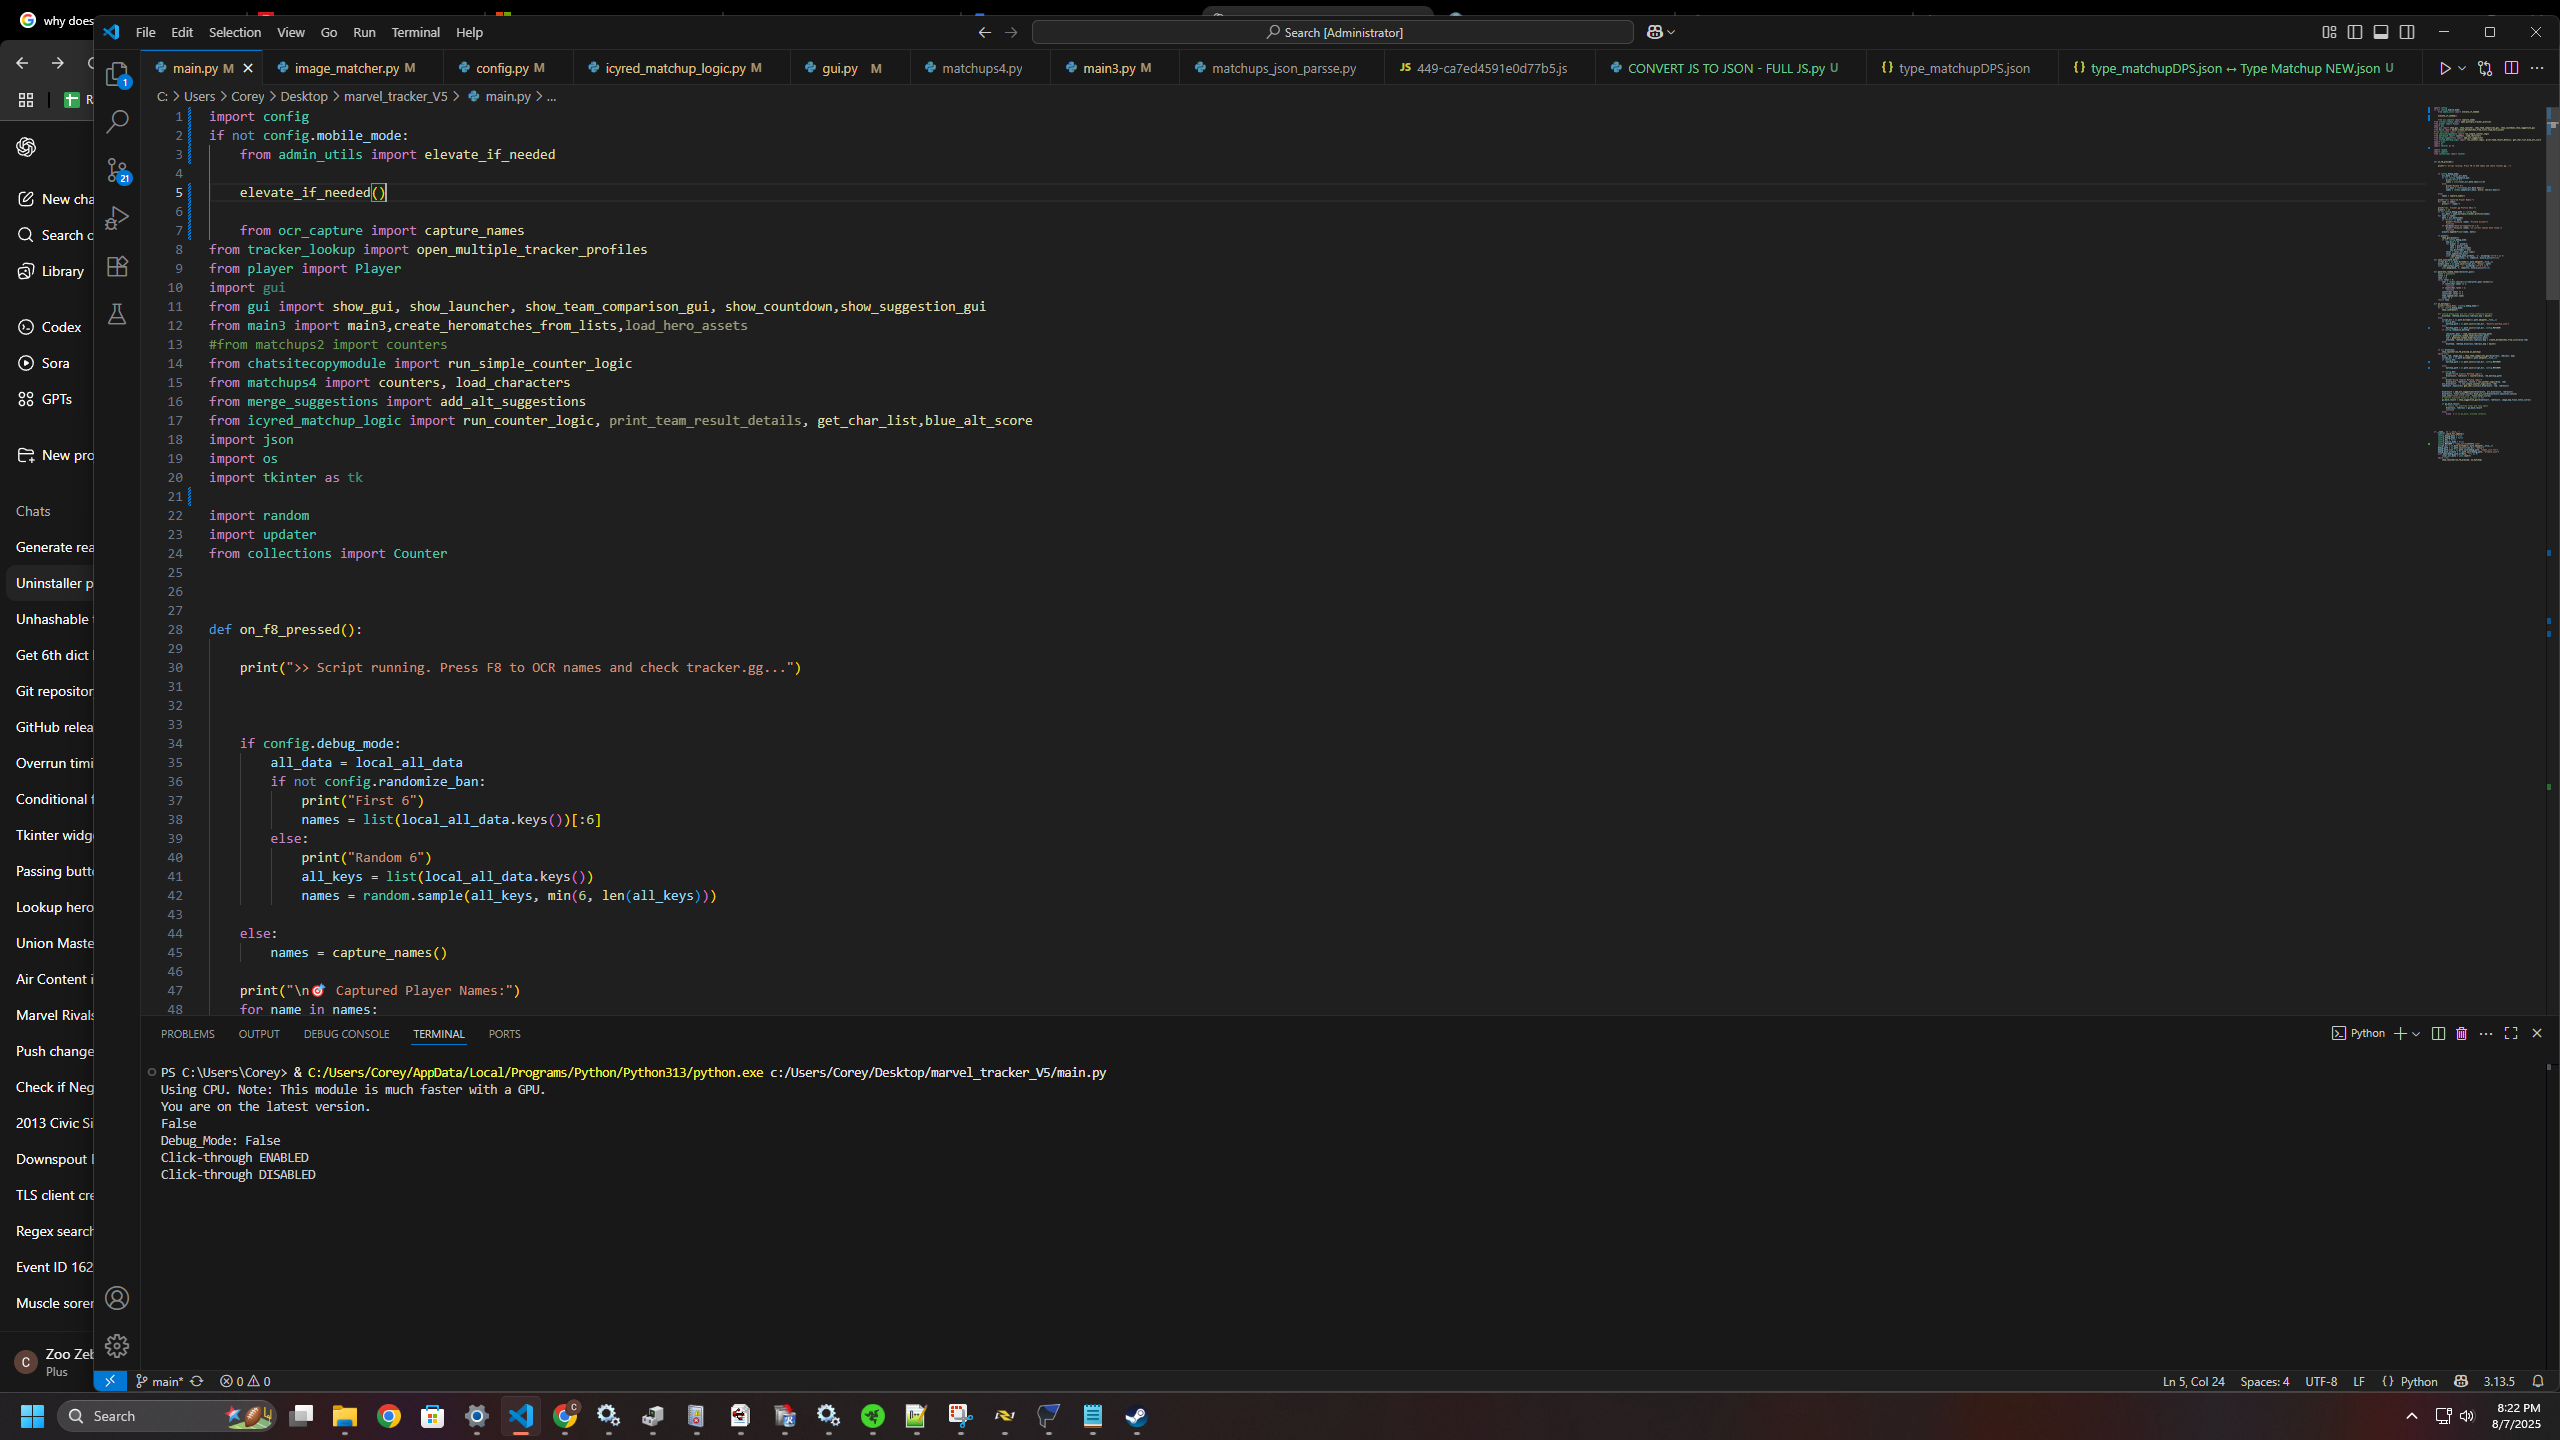 why does
File Edit Selection View Go Run Terminal Help
Search [Administrator]
main.py M
image_matcher.py M
config.py M
icyred_matchup_logic.py M
gui.py M
matchups4.py
main3.py M
matchups_json_parsse.py
JS 449-ca7ed4591e0d77b5.js
CONVERT JS TO JSON - FULL JS.py U
{} type_matchupDPS.json
{} type_matchupDPS.json ↔ Type Matchup NEW.json U
C: > Users > Corey > Desktop > marvel_tracker_V5 > main.py > ...
1 import config
2 if not config.mobile_mode:
3     from admin_utils import elevate_if_needed
4
5     elevate_if_needed()
6
7     from ocr_capture import capture_names
8 from tracker_lookup import open_multiple_tracker_profiles
9 from player import Player
10 import gui
11 from gui import show_gui, show_launcher, show_team_comparison_gui, show_countdown,show_suggestion_gui
12 from main3 import main3,create_heromatches_from_lists,load_hero_assets
13 #from matchups2 import counters
14 from chatsitecopymodule import run_simple_counter_logic
15 from matchups4 import counters, load_characters
16 from merge_suggestions import add_alt_suggestions
17 from icyred_matchup_logic import run_counter_logic, print_team_result_details, get_char_list,blue_alt_score
18 import json
19 import os
20 import tkinter as tk
21
22 import random
23 import updater
24 from collections import Counter
25
26
27
28 def on_f8_pressed():
29
30     print(">> Script running. Press F8 to OCR names and check tracker.gg...")
31
32
33
34     if config.debug_mode:
35         all_data = local_all_data
36         if not config.randomize_ban:
37             print("First 6")
38             names = list(local_all_data.keys())[:6]
39         else:
40             print("Random 6")
41             all_keys = list(local_all_data.keys())
42             names = random.sample(all_keys, min(6, len(all_keys)))
43
44     else:
45         names = capture_names()
46
47     print("\n🎯 Captured Player Names:")
48     for name in names:
New cha
Search c
Library
Codex
Sora
GPTs
New pro
Chats
Generate rea
Uninstaller p
Unhashable
Get 6th dict
Git repositor
GitHub relea
Overrun timi
Conditional f
Tkinter widg
Passing butt
Lookup hero
Union Maste
Air Content i
Marvel Rivals
Push change
Check if Neg
2013 Civic Si
Downspout
TLS client cre
Regex search
Event ID 162
Muscle sorer
C
Zoo Zeb
Plus
1
21
PROBLEMS OUTPUT DEBUG CONSOLE TERMINAL PORTS
Python
PS C:\Users\Corey> & C:/Users/Corey/AppData/Local/Programs/Python/Python313/python.exe c:/Users/Corey/Desktop/marvel_tracker_V5/main.py
Using CPU. Note: This module is much faster with a GPU.
You are on the latest version.
False
Debug_Mode: False
Click-through ENABLED
Click-through DISABLED
main* 0 0
Ln 5, Col 24 Spaces: 4 UTF-8 LF {} Python 3.13.5
Search
8:22 PM
8/7/2025